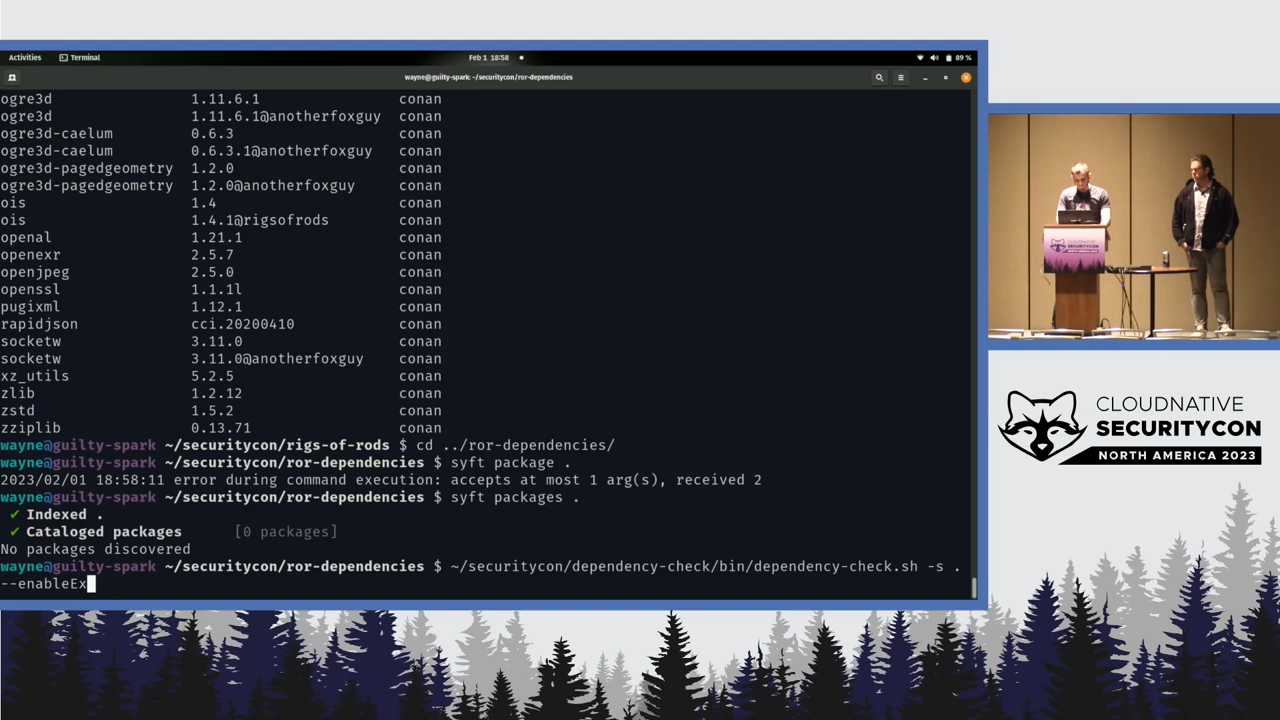 Activities Terminal Feb 1 18:58 89 %
wayne@guilty-spark: ~/securitycon/ror-dependencies
ogre3d 1.11.6.1 conan
ogre3d 1.11.6.1@anotherfoxguy conan
ogre3d-caelum 0.6.3 conan
ogre3d-caelum 0.6.3.1@anotherfoxguy conan
ogre3d-pagedgeometry 1.2.0 conan
ogre3d-pagedgeometry 1.2.0@anotherfoxguy conan
ois 1.4 conan
ois 1.4.1@rigsofrods conan
openal 1.21.1 conan
openexr 2.5.7 conan
openjpeg 2.5.0 conan
openssl 1.1.1l conan
pugixml 1.12.1 conan
rapidjson cci.20200410 conan
socketw 3.11.0 conan
socketw 3.11.0@anotherfoxguy conan
xz_utils 5.2.5 conan
zlib 1.2.12 conan
zstd 1.5.2 conan
zziplib 0.13.71 conan
wayne@guilty-spark ~/securitycon/rigs-of-rods $ cd ../ror-dependencies/
wayne@guilty-spark ~/securitycon/ror-dependencies $ syft package .
2023/02/01 18:58:11 error during command execution: accepts at most 1 arg(s), received 2
wayne@guilty-spark ~/securitycon/ror-dependencies $ syft packages .
✓ Indexed .
✓ Cataloged packages [0 packages]
No packages discovered
wayne@guilty-spark ~/securitycon/ror-dependencies $ ~/securitycon/dependency-check/bin/dependency-check.sh -s .
--enableEx
CLOUDNATIVE
SECURITYCON
CLOUDNATIVE
SECURITYCON
NORTH AMERICA 2023